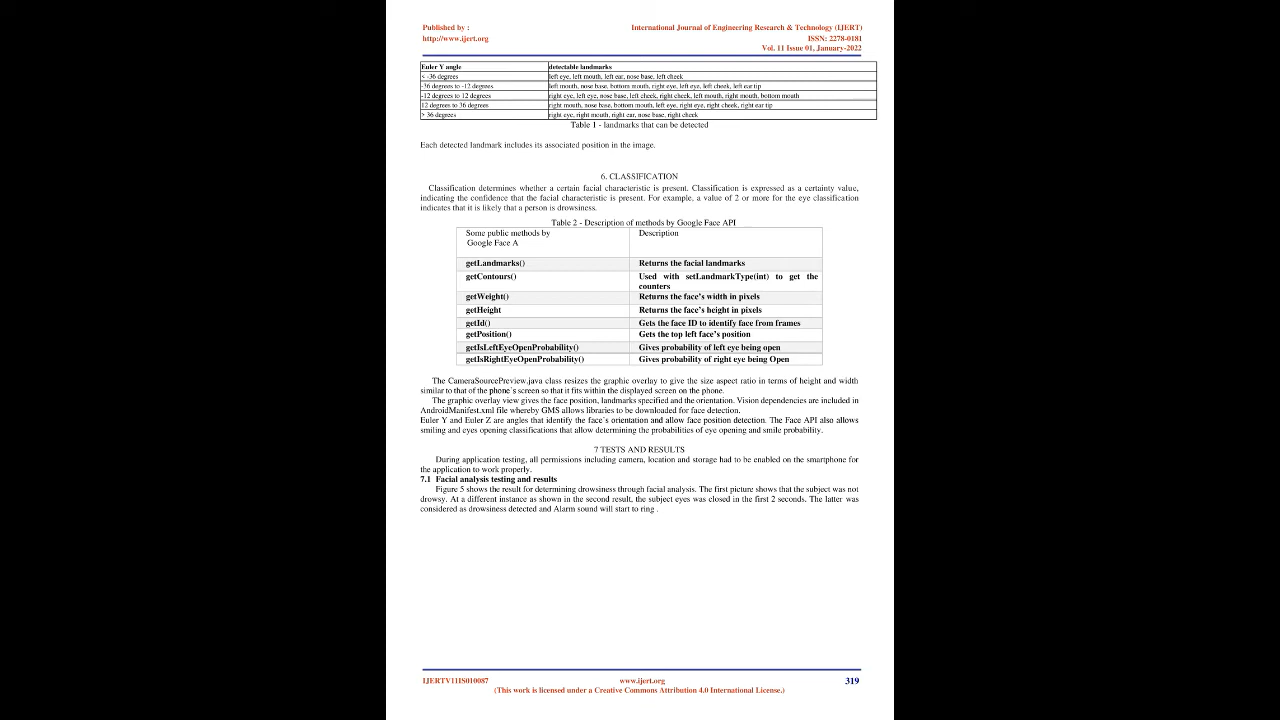 Published by :
International Journal of Engineering Research & Technology (IJERT)
http://www.ijert.org
ISSN: 2278-0181
Vol. 11 Issue 01, January-2022
Euler Y angle detectable landmarks
< -36 degrees left eye, left mouth, left ear, nose base, left cheek
-36 degrees to -12 degrees left mouth, nose base, bottom mouth, right eye, left eye, left cheek, left ear tip
-12 degrees to 12 degrees right eye, left eye, nose base, left cheek, right cheek, left mouth, right mouth, bottom mouth
12 degrees to 36 degrees right mouth, nose base, bottom mouth, left eye, right eye, right cheek, right ear tip
> 36 degrees right eye, right mouth, right ear, nose base, right cheek
Table 1 - landmarks that can be detected
Each detected landmark includes its associated position in the image.
6. CLASSIFICATION
Classification determines whether a certain facial characteristic is present. Classification is expressed as a certainty value,
indicating the confidence that the facial characteristic is present. For example, a value of 2 or more for the eye classification
indicates that it is likely that a person is drowsiness.
Table 2 - Description of methods by Google Face API
Some public methods by Description
Google Face A
getLandmarks() Returns the facial landmarks
getContours() Used with setLandmarkType(int) to get the
counters
getWeight() Returns the face's width in pixels
getHeight Returns the face's height in pixels
getId() Gets the face ID to identify face from frames
getPosition() Gets the top left face's position
getIsLeftEyeOpenProbability() Gives probability of left eye being open
getIsRightEyeOpenProbability() Gives probability of right eye being Open
The CameraSourcePreview.java class resizes the graphic overlay to give the size aspect ratio in terms of height and width
similar to that of the phone's screen so that it fits within the displayed screen on the phone.
The graphic overlay view gives the face position, landmarks specified and the orientation. Vision dependencies are included in
AndroidManifest.xml file whereby GMS allows libraries to be downloaded for face detection.
Euler Y and Euler Z are angles that identify the face's orientation and allow face position detection. The Face API also allows
smiling and eyes opening classifications that allow determining the probabilities of eye opening and smile probability.
7 TESTS AND RESULTS
During application testing, all permissions including camera, location and storage had to be enabled on the smartphone for
the application to work properly.
7.1 Facial analysis testing and results
Figure 5 shows the result for determining drowsiness through facial analysis. The first picture shows that the subject was not
drowsy. At a different instance as shown in the second result, the subject eyes was closed in the first 2 seconds. The latter was
considered as drowsiness detected and Alarm sound will start to ring .
IJERTV11IS010087
www.ijert.org
319
(This work is licensed under a Creative Commons Attribution 4.0 International License.)